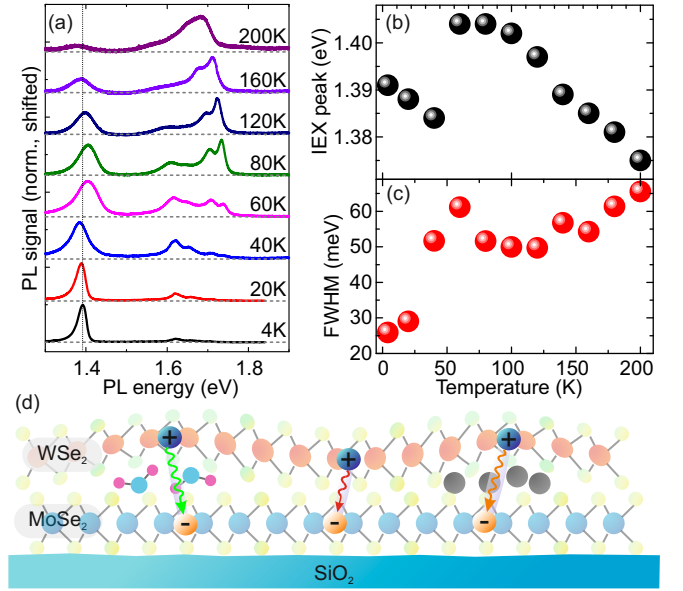 (a)
200K
160K
120K
80K
60K
40K
20K
4K
PL signal (norm., shifted)
1.4 1.6 1.8
PL energy (eV)
(b)
IEX peak (eV)
1.40
1.39
1.38
(c)
FWHM (meV)
70
60
50
40
30
20
0 50 100 150 200
Temperature (K)
(d)
WSe₂
MoSe₂
+ + +
- - -
SiO₂